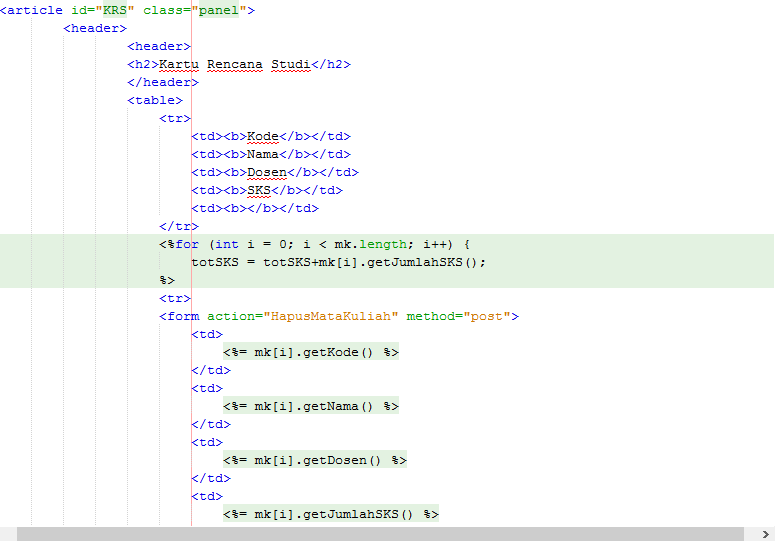 <article id="KRS" class="panel">
<header>
<header>
<h2>Kartu Rencana Studi</h2>
</header>
<table>
<tr>
<td><b>Kode</b></td>
<td><b>Nama</b></td>
<td><b>Dosen</b></td>
<td><b>SKS</b></td>
<td><b></b></td>
</tr>
<%for (int i = 0; i < mk.length; i++) {
totSKS = totSKS+mk[i].getJumlahSKS();
%>
<tr>
<form action="HapusMataKuliah" method="post">
<td>
<%= mk[i].getKode() %>
</td>
<td>
<%= mk[i].getNama() %>
</td>
<td>
<%= mk[i].getDosen() %>
</td>
<td>
<%= mk[i].getJumlahSKS() %>